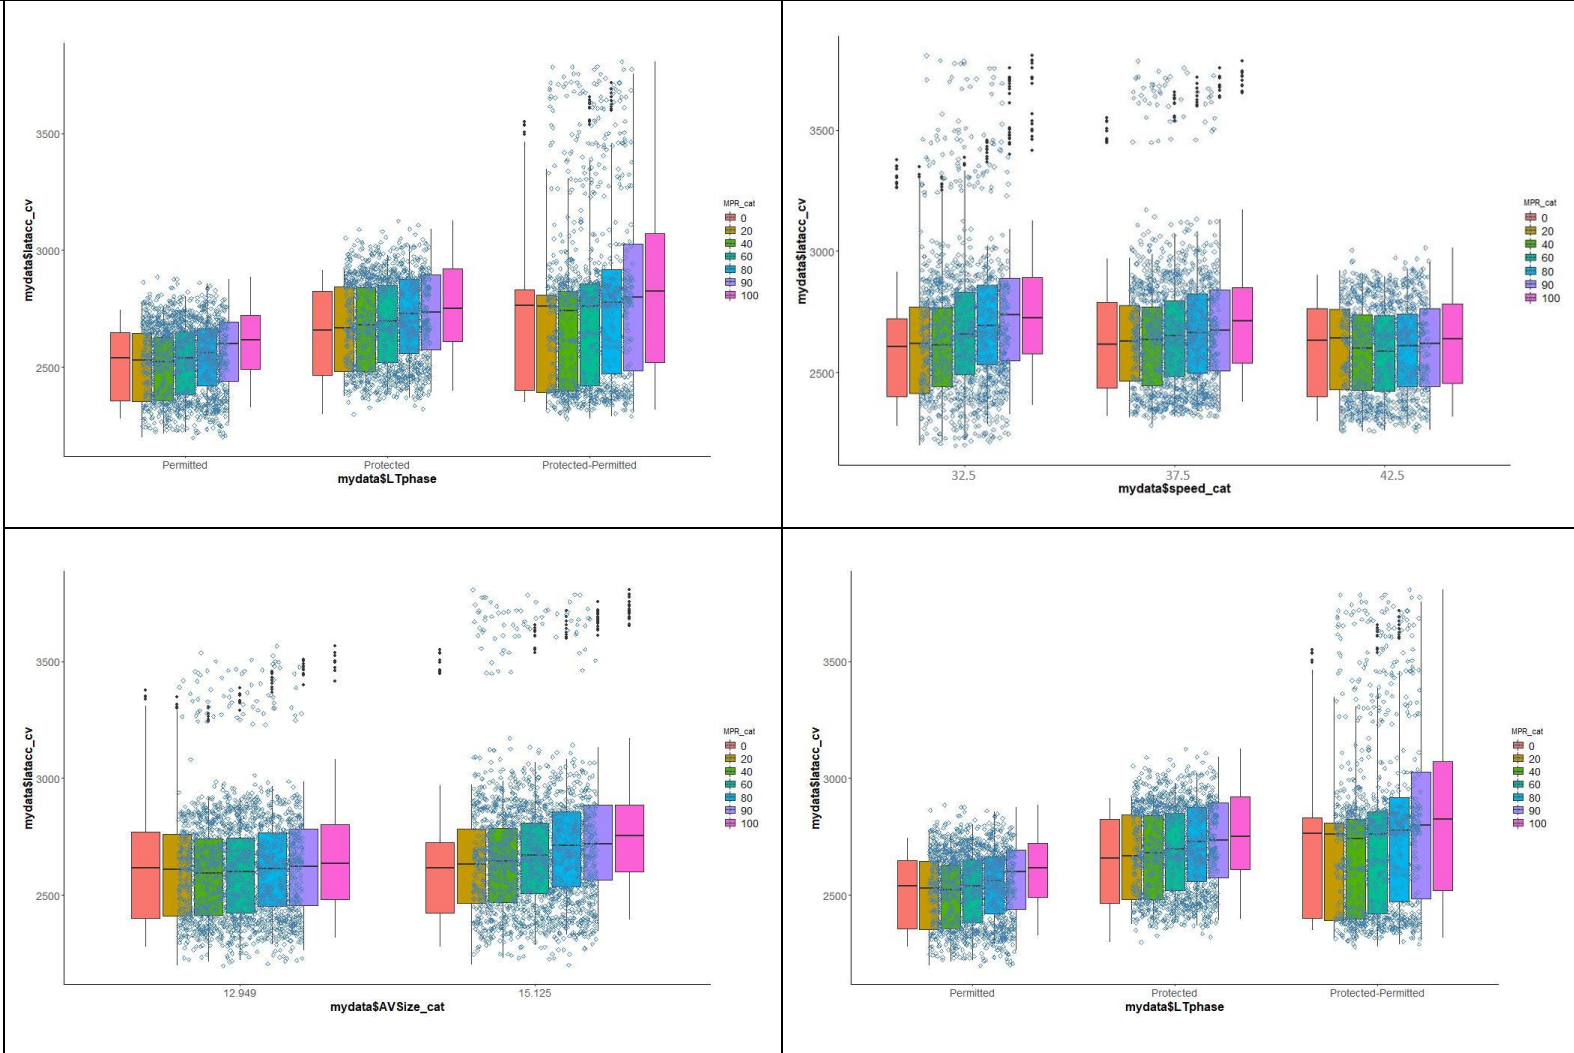 mydata$latacc_cv
3500
3000
2500
Permitted
Protected
Protected-Permitted
mydata$LTphase
MPR_cat
0
20
40
60
80
90
100
mydata$latacc_cv
3500
3000
2500
32.5
37.5
42.5
mydata$speed_cat
MPR_cat
0
20
40
60
80
90
100
mydata$latacc_cv
3500
3000
2500
12.949
15.125
mydata$AVSize_cat
MPR_cat
0
20
40
60
80
90
100
mydata$latacc_cv
3500
3000
2500
Permitted
Protected
Protected-Permitted
mydata$LTphase
MPR_cat
0
20
40
60
80
90
100